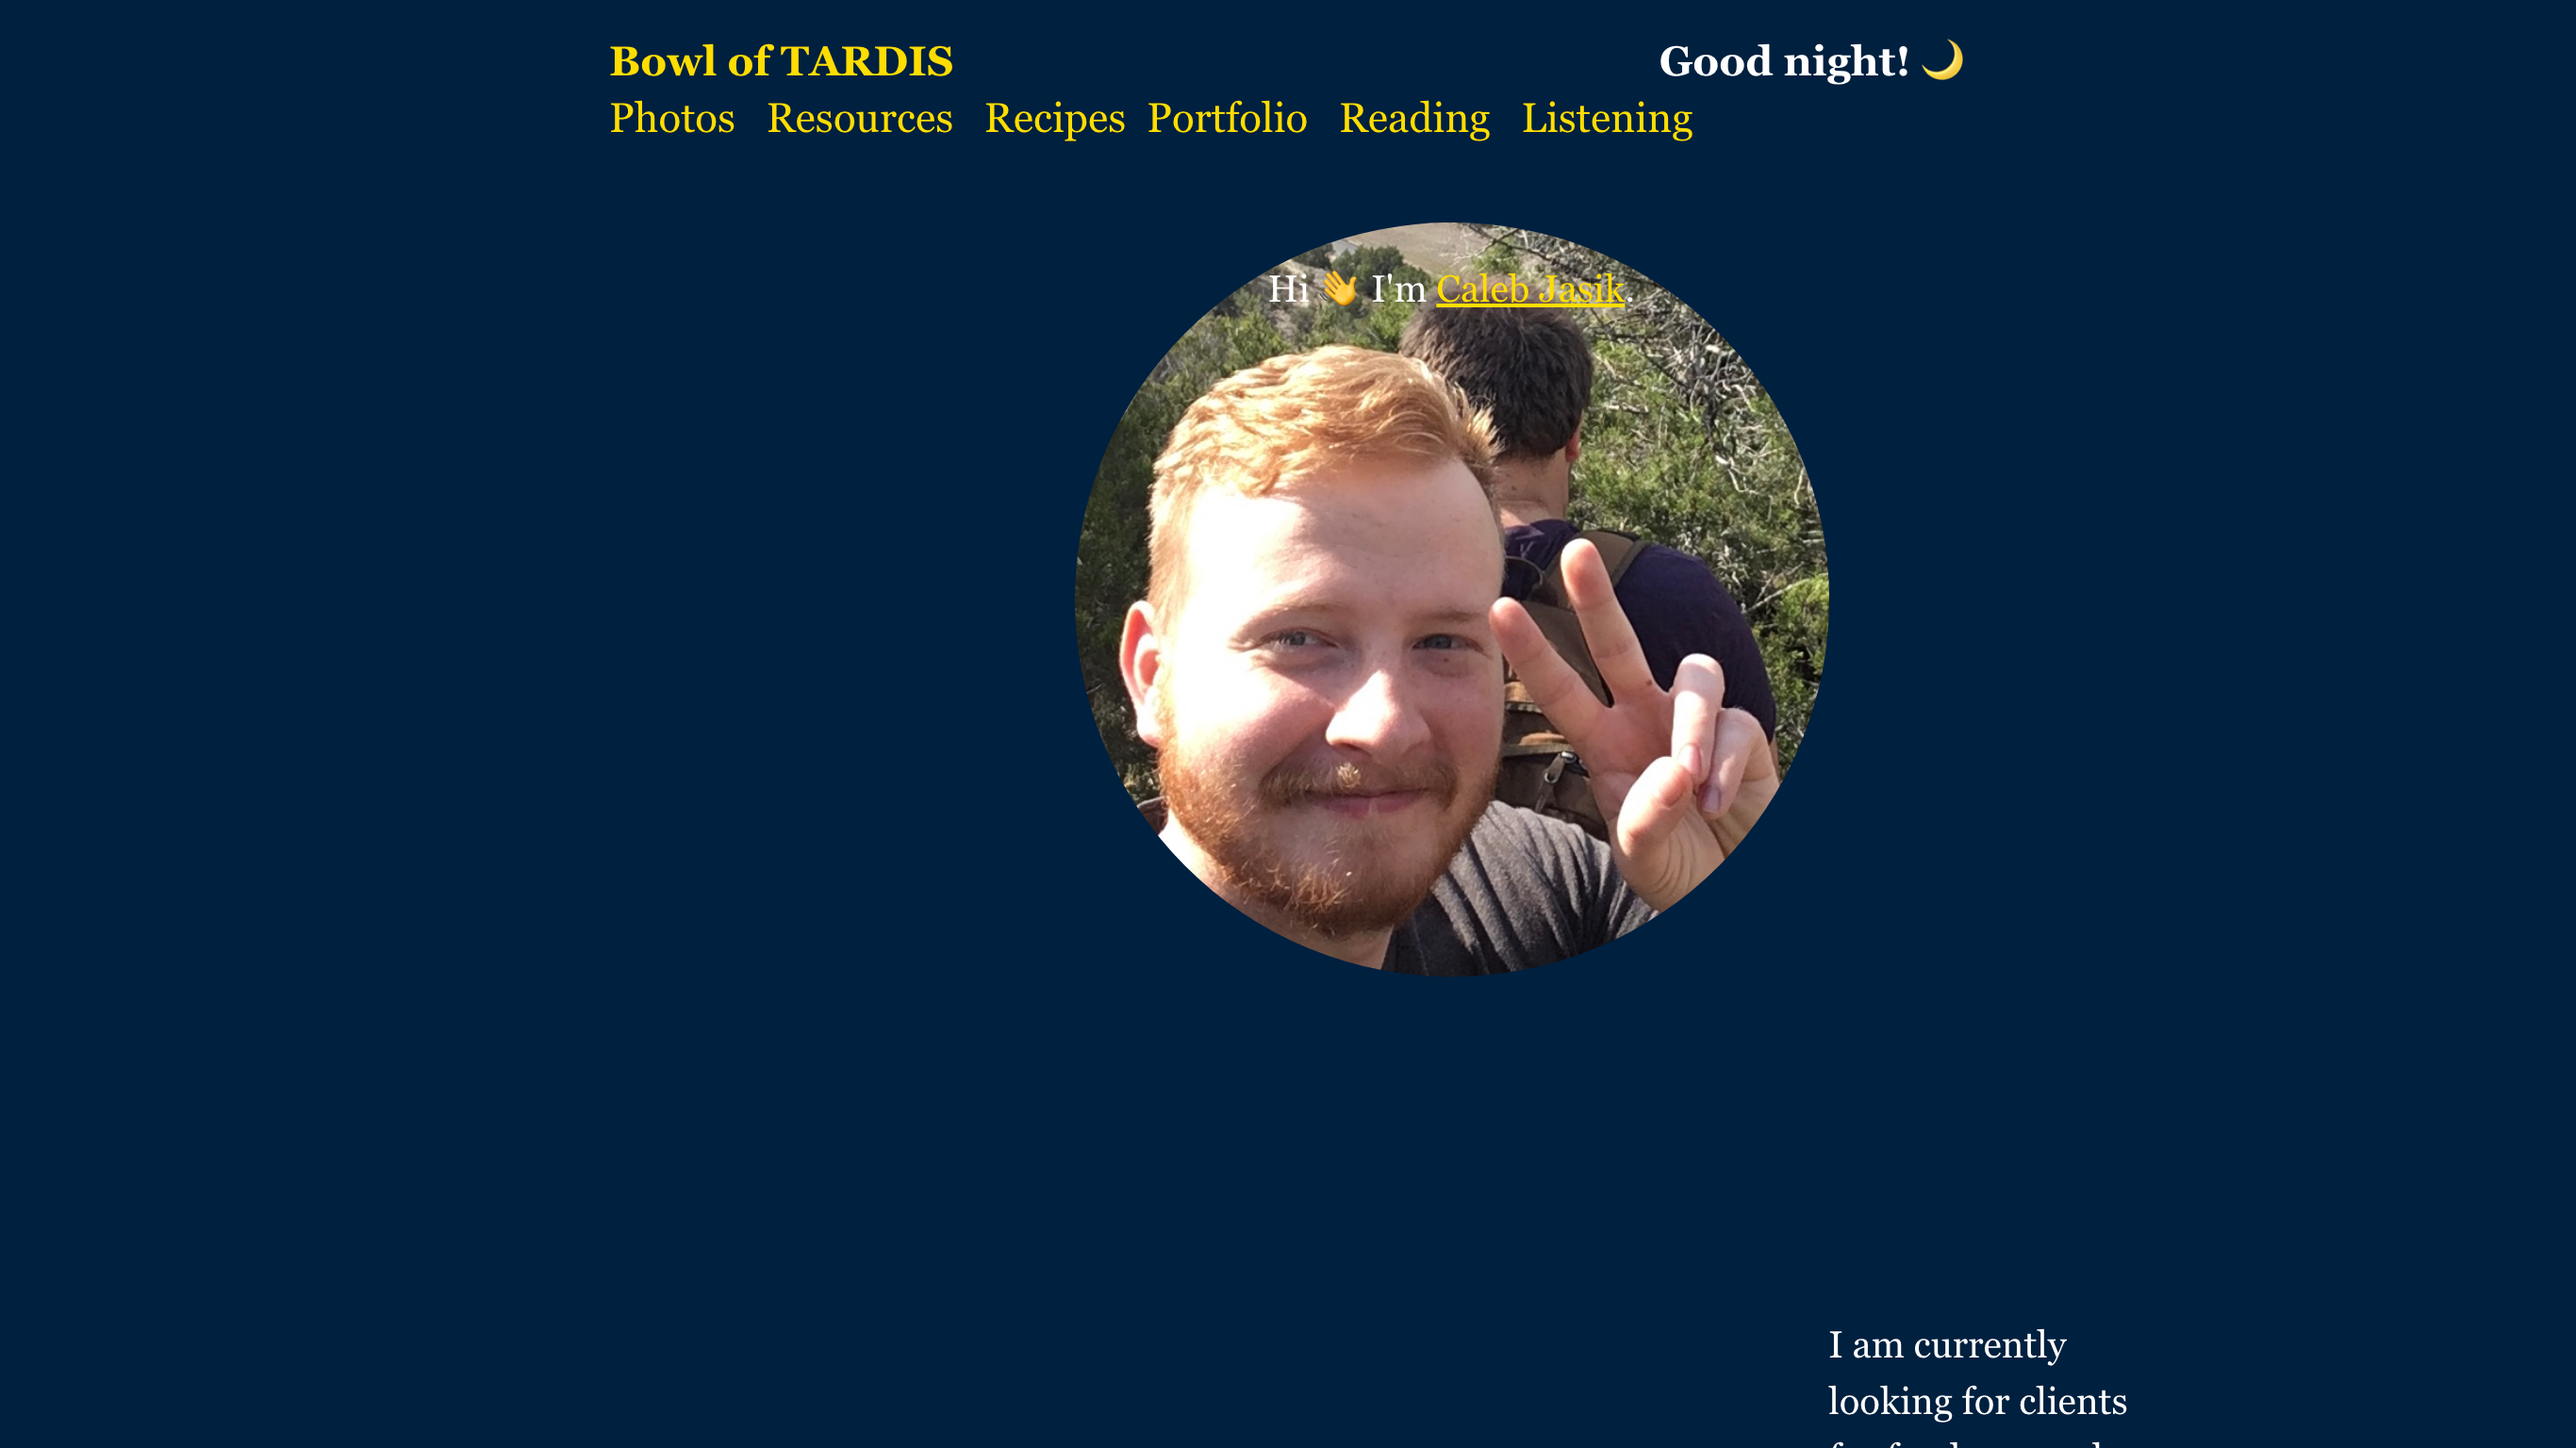 Bowl of TARDIS
Good night! 🌙
Photos Resources Recipes Portfolio Reading Listening
Hi 👋 I'm Caleb Jasik.
I am currently
looking for clients